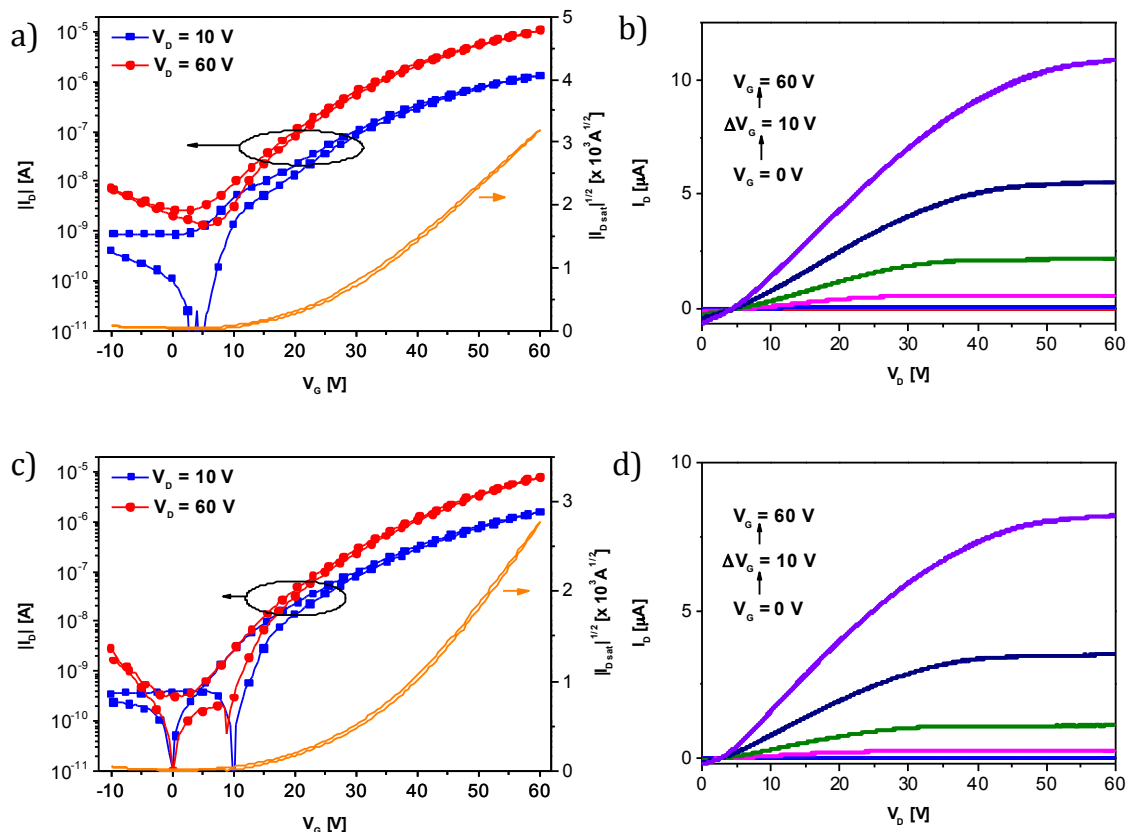 a)
V_D = 10 V
V_D = 60 V
10^-5
10^-6
10^-7
10^-8
10^-9
10^-10
10^-11
|I_D| [A]
-10 0 10 20 30 40 50 60
V_G [V]
5
4
3
2
1
0
|I_D sat|^1/2 [x 10^3 A^1/2]
b)
V_G = 60 V
ΔV_G = 10 V
V_G = 0 V
10
5
0
I_D [µA]
0 10 20 30 40 50 60
V_D [V]
c)
V_D = 10 V
V_D = 60 V
10^-5
10^-6
10^-7
10^-8
10^-9
10^-10
10^-11
|I_D| [A]
-10 0 10 20 30 40 50 60
V_G [V]
3
2
1
0
|I_D sat|^1/2 [x 10^3 A^1/2]
d)
V_G = 60 V
ΔV_G = 10 V
V_G = 0 V
10
5
0
I_D [µA]
0 10 20 30 40 50 60
V_D [V]